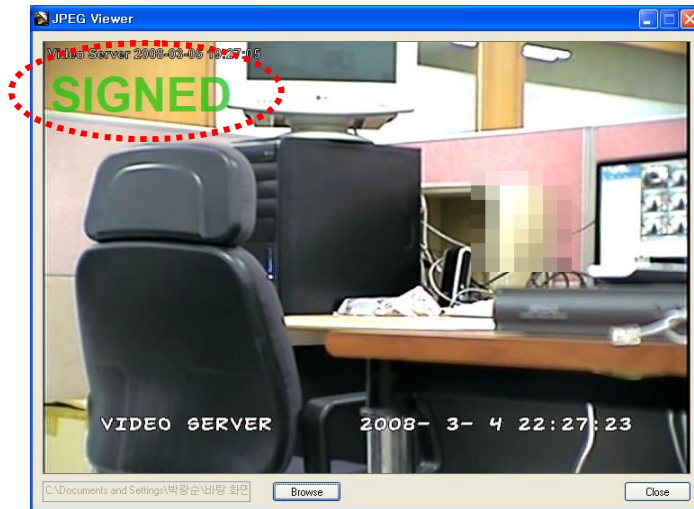 JPEG Viewer
Video Server 2008-03-05 19:27:05
SIGNED
VIDEO SERVER 2008- 3- 4 22:27:23
C:\Documents and Settings\박광순\바탕 화면
Browse
Close